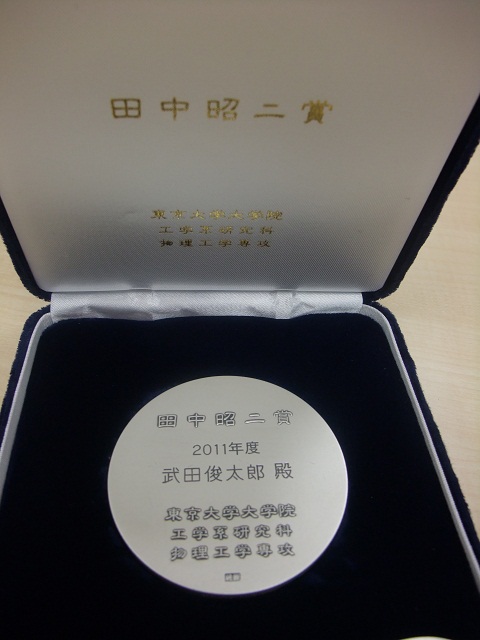 田中昭二賞
東京大学大学院
工学系研究科
物理工学専攻
田中昭二賞
2011年度
武田俊太郎 殿
東京大学大学院
工学系研究科
物理工学専攻